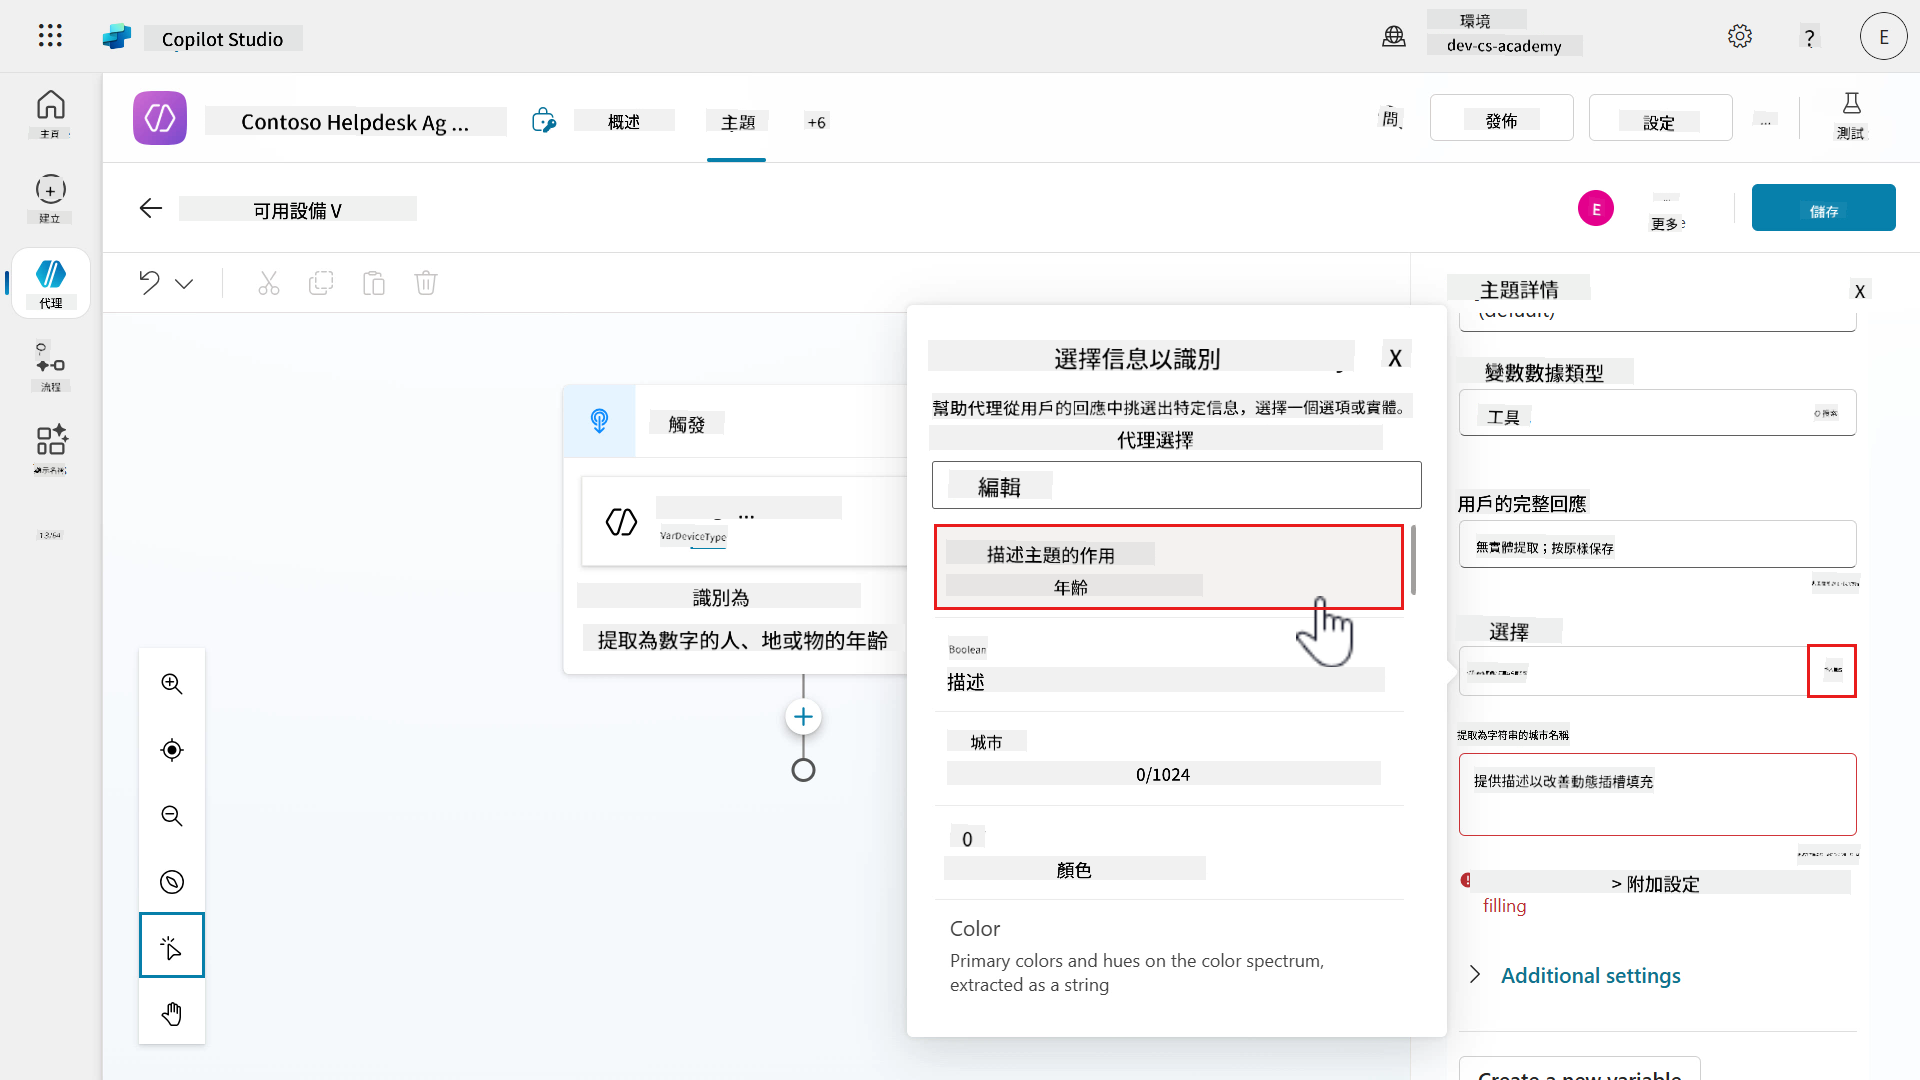 Copilot Studio
環境
dev-cs-academy
?
E
主頁
建立
代理
流程
Contoso Helpdesk Ag ...
概述
主題
+6
問
發佈
設定
...
測試
可用設備 V
E
更多
儲存
觸發
...
VarDeviceType
識別為
提取為數字的人、地或物的年齡
選擇信息以識別
X
幫助代理從用戶的回應中挑選出特定信息，選擇一個選項或實體。
代理選擇
編輯
描述主題的作用
年齡
Boolean
描述
城市
0/1024
0
顏色
Color
Primary colors and hues on the color spectrum,
extracted as a string
主題詳情
X
(default)
變數數據類型
工具
用戶的完整回應
無實體提取；按原樣保存
選擇
提取為字符串的城市名稱
提供描述以改善動態插槽填充
> 附加設定
filling
Additional settings
Create a new variable